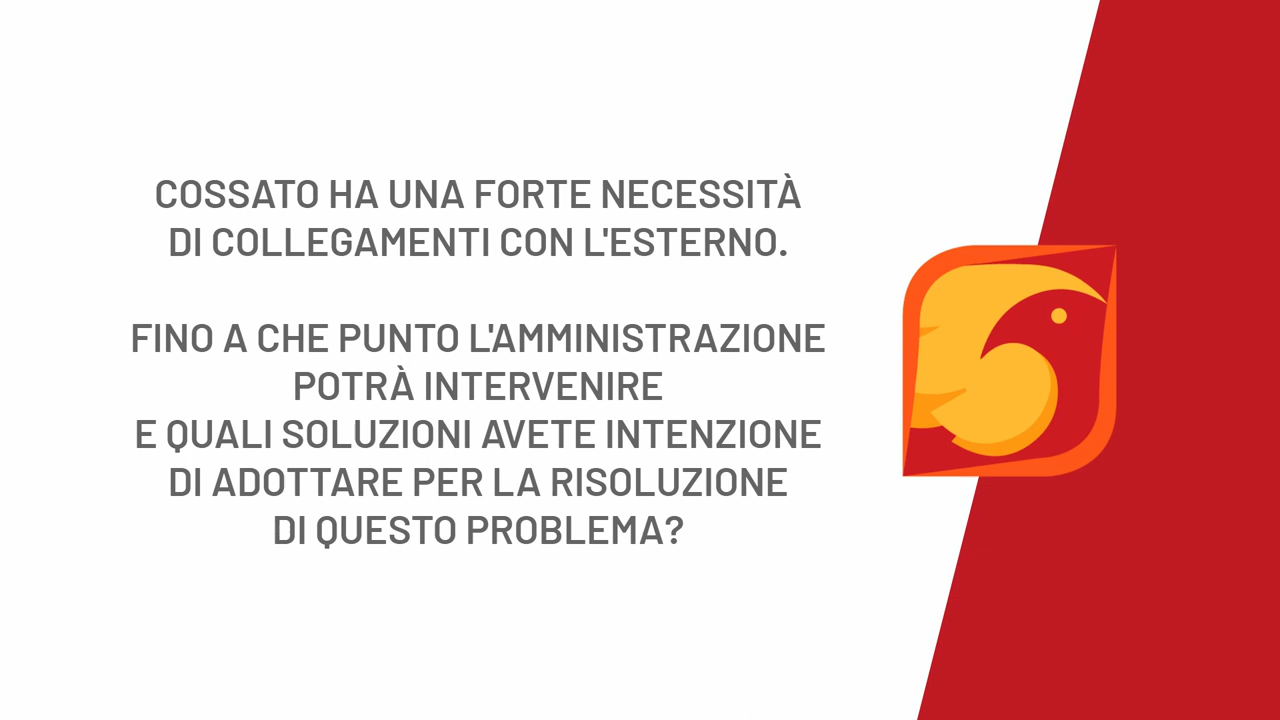 COSSATO HA UNA FORTE NECESSITÀ
DI COLLEGAMENTI CON L'ESTERNO.
FINO A CHE PUNTO L'AMMINISTRAZIONE
POTRÀ INTERVENIRE
E QUALI SOLUZIONI AVETE INTENZIONE
DI ADOTTARE PER LA RISOLUZIONE
DI QUESTO PROBLEMA?